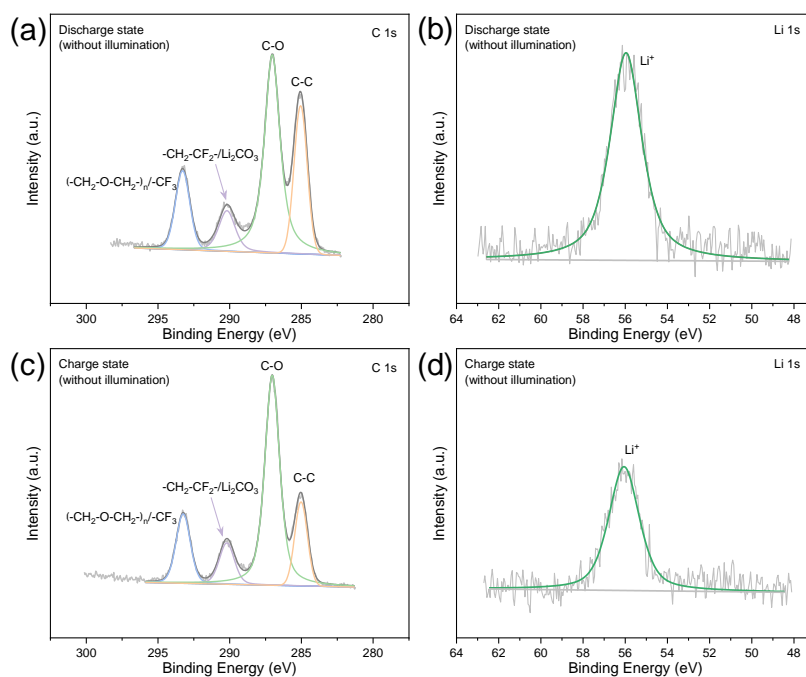 (a)
Discharge state
(without illumination)
C 1s
C-O
C-C
-CH₂-CF₂-/Li₂CO₃
(-CH₂-O-CH₂-)ₙ/-CF₃
Intensity (a.u.)
300 295 290 285 280
Binding Energy (eV)
(b)
Discharge state
(without illumination)
Li 1s
Li⁺
Intensity (a.u.)
64 62 60 58 56 54 52 50 48
Binding Energy (eV)
(c)
Charge state
(without illumination)
C 1s
C-O
C-C
-CH₂-CF₂-/Li₂CO₃
(-CH₂-O-CH₂-)ₙ/-CF₃
Intensity (a.u.)
300 295 290 285 280
Binding Energy (eV)
(d)
Charge state
(without illumination)
Li 1s
Li⁺
Intensity (a.u.)
64 62 60 58 56 54 52 50 48
Binding Energy (eV)